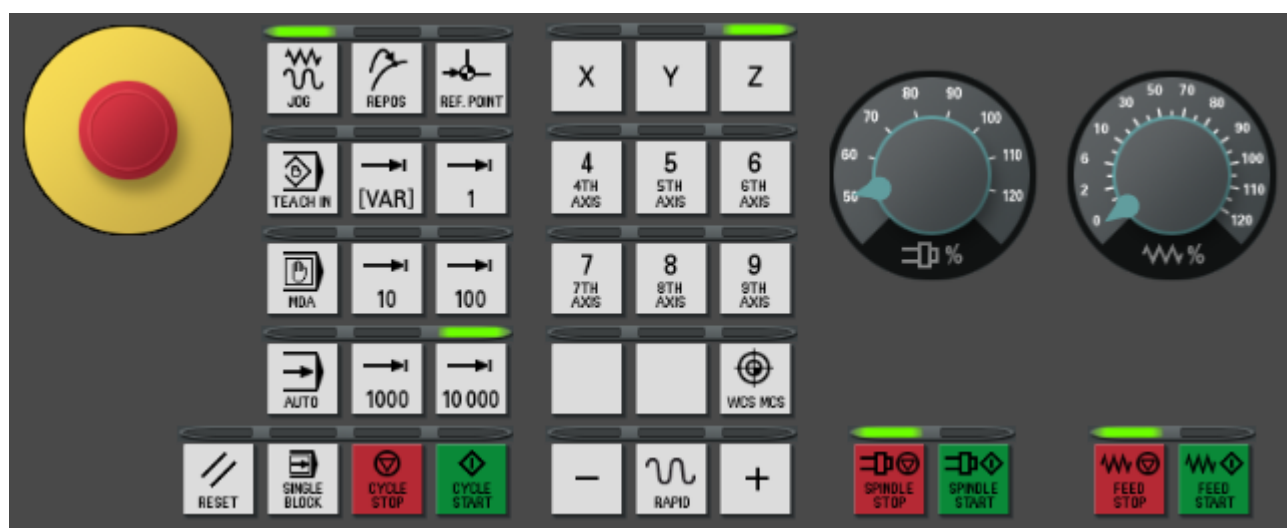 JOG
REPOS
REF. POINT
TEACH IN
[VAR]
1
MDA
10
100
AUTO
1000
10 000
RESET
SINGLE
BLOCK
CYCLE
STOP
CYCLE
START
X
Y
Z
4
4TH
AXIS
5
5TH
AXIS
6
6TH
AXIS
7
7TH
AXIS
8
8TH
AXIS
9
9TH
AXIS
WCS MCS
−
RAPID
+
50
60
70
80
90
100
110
120
%
0
2
6
10
30
50
70
80
90
100
110
120
%
SPINDLE
STOP
SPINDLE
START
FEED
STOP
FEED
START